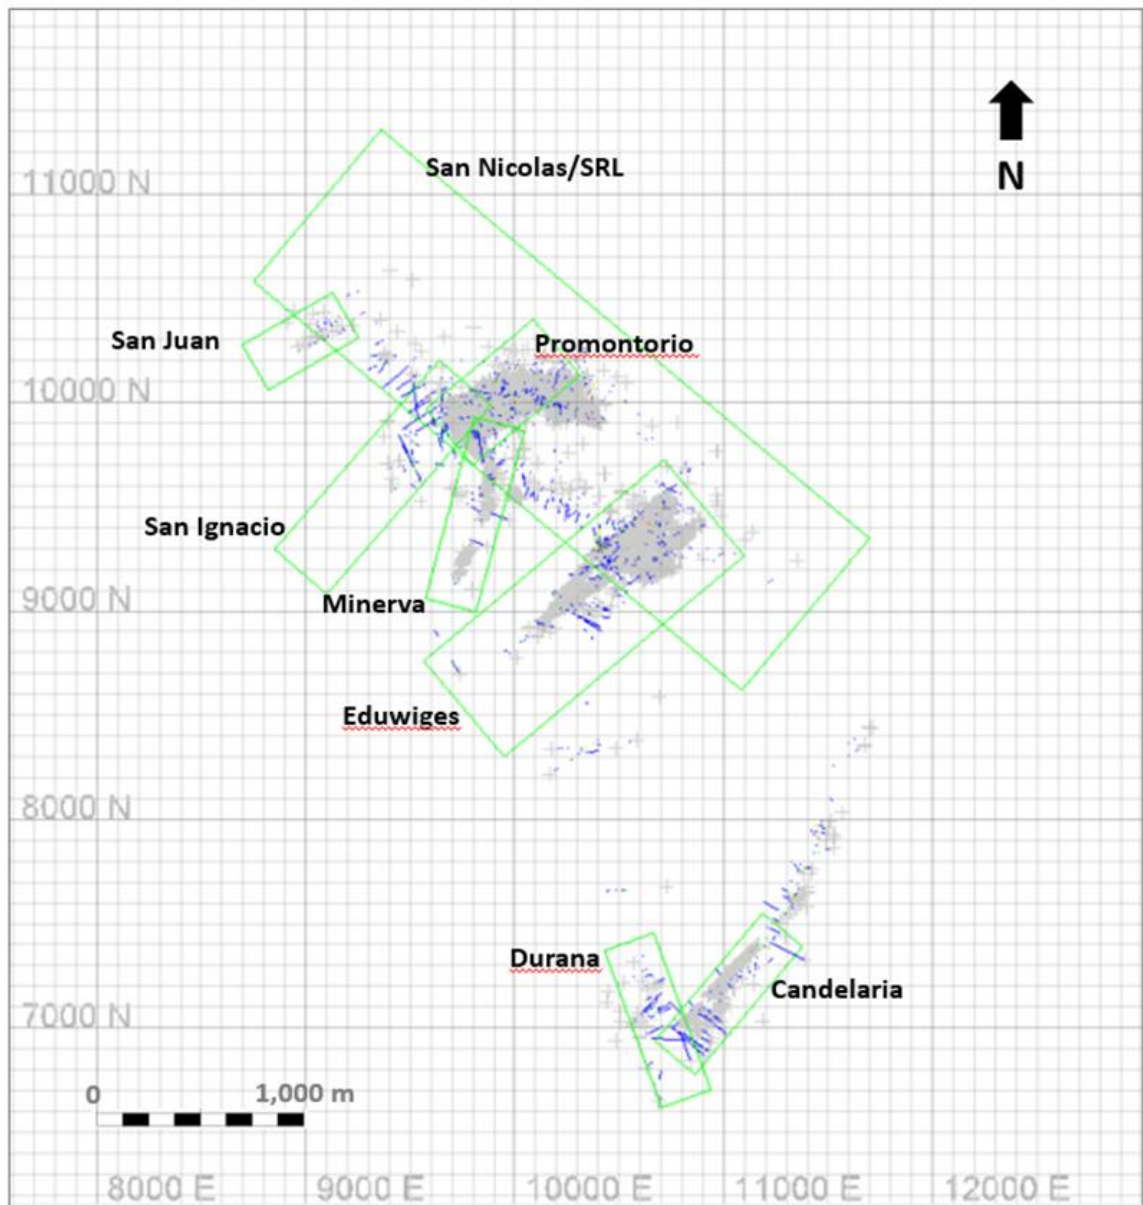 San Nicolas/SRL
11000 N
N
San Juan
Promontorio
10000 N
San Ignacio
9000 N
Minerva
Eduwiges
8000 N
Durana
Candelaria
7000 N
0 1,000 m
8000 E 9000 E 10000 E 11000 E 12000 E